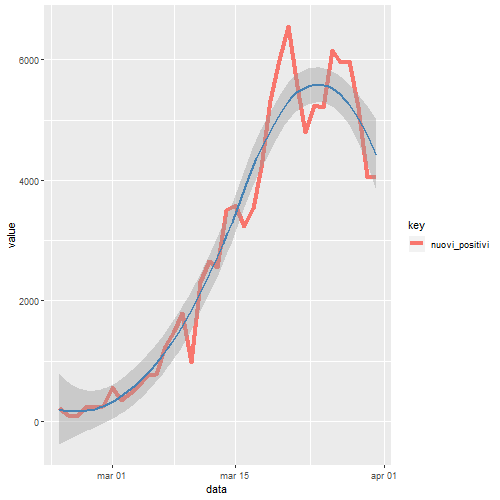 6000
4000
2000
0
value
mar 01
mar 15
apr 01
data
key
nuovi_positivi